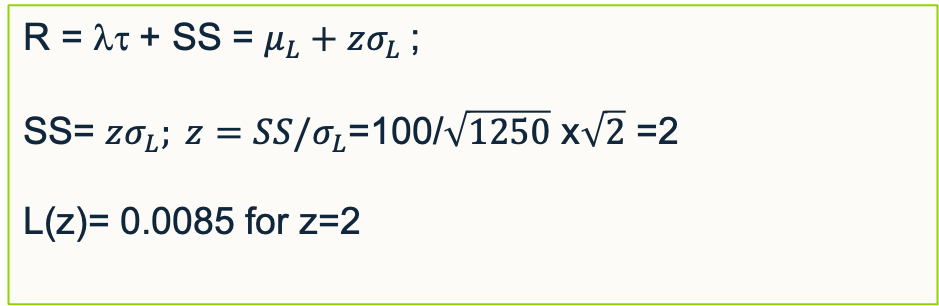 R = λτ + SS = μ_L + zσ_L ;
SS= zσ_L; z = SS/σ_L=100/√1250 x√2 =2
L(z)= 0.0085 for z=2